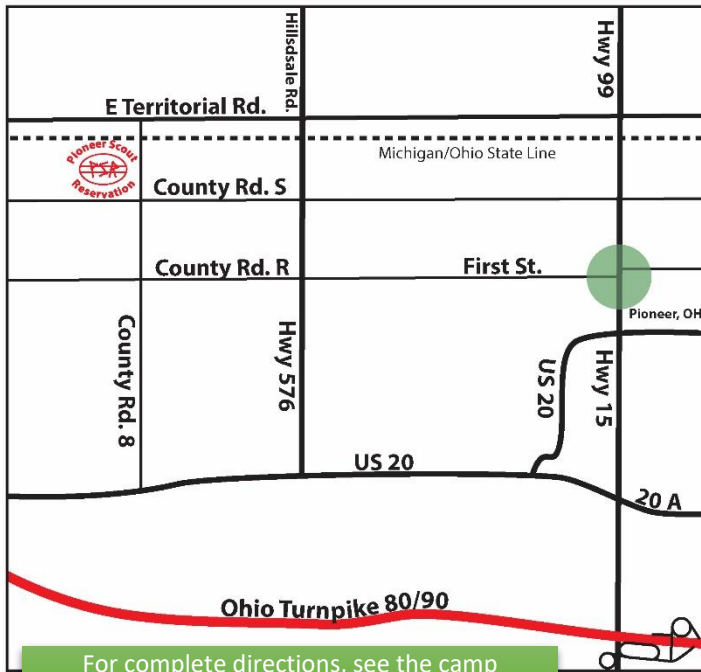 Hillsdsale Rd.
Hwy 99
E Territorial Rd.
Michigan/Ohio State Line
Pioneer Scout
PSR
Reservation
County Rd. S
County Rd. R
First St.
Pioneer, OH
County Rd. 8
Hwy 576
US 20
Hwy 15
US 20
20 A
Ohio Turnpike 80/90
For complete directions, see the camp